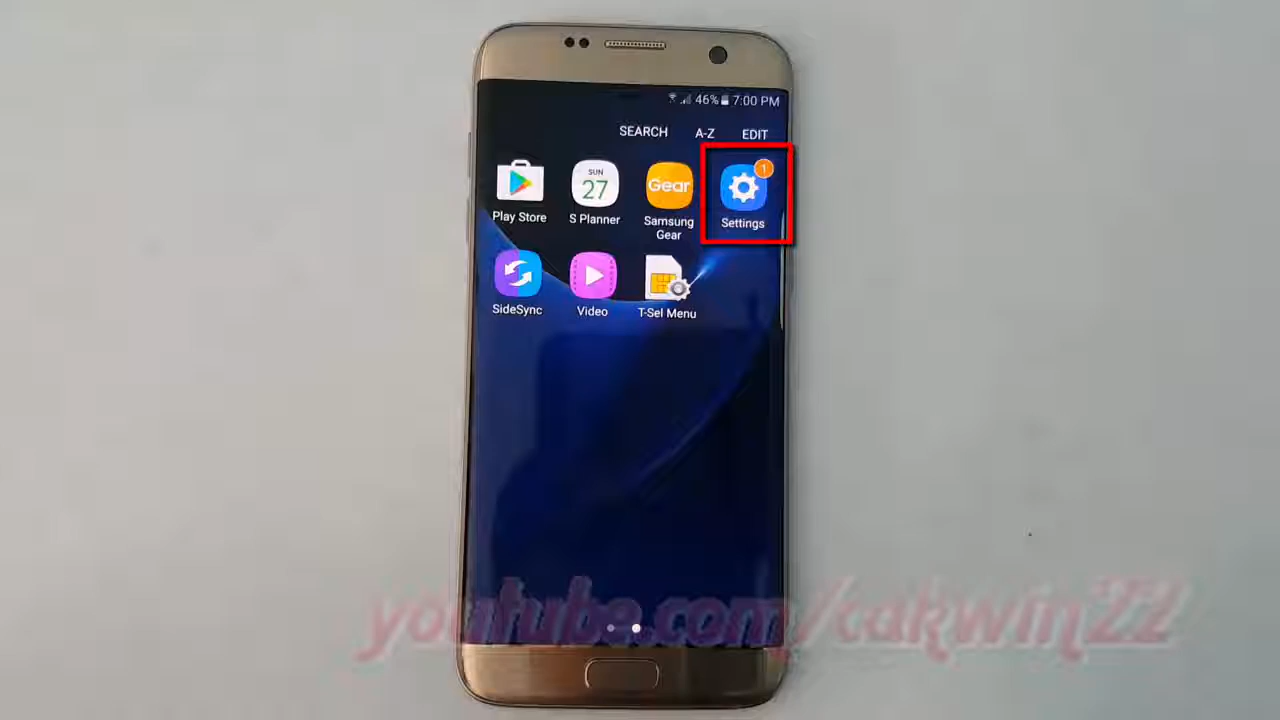 46% 7:00 PM
SEARCH A-Z EDIT
SUN
27
Gear
1
Play Store
S Planner
Samsung
Gear
Settings
SideSync
Video
T-Sel Menu
youtube.com/cakwin22